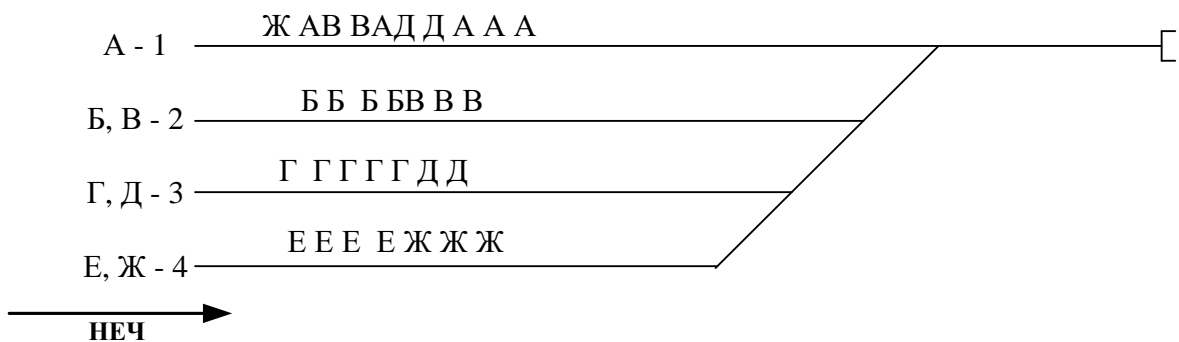 Ж АВ ВАД Д А А А
А - 1
Б Б Б БВ В В
Б, В - 2
Г Г Г Г Г Д Д
Г, Д - 3
Е Е Е Е Ж Ж Ж
Е, Ж - 4
НЕЧ